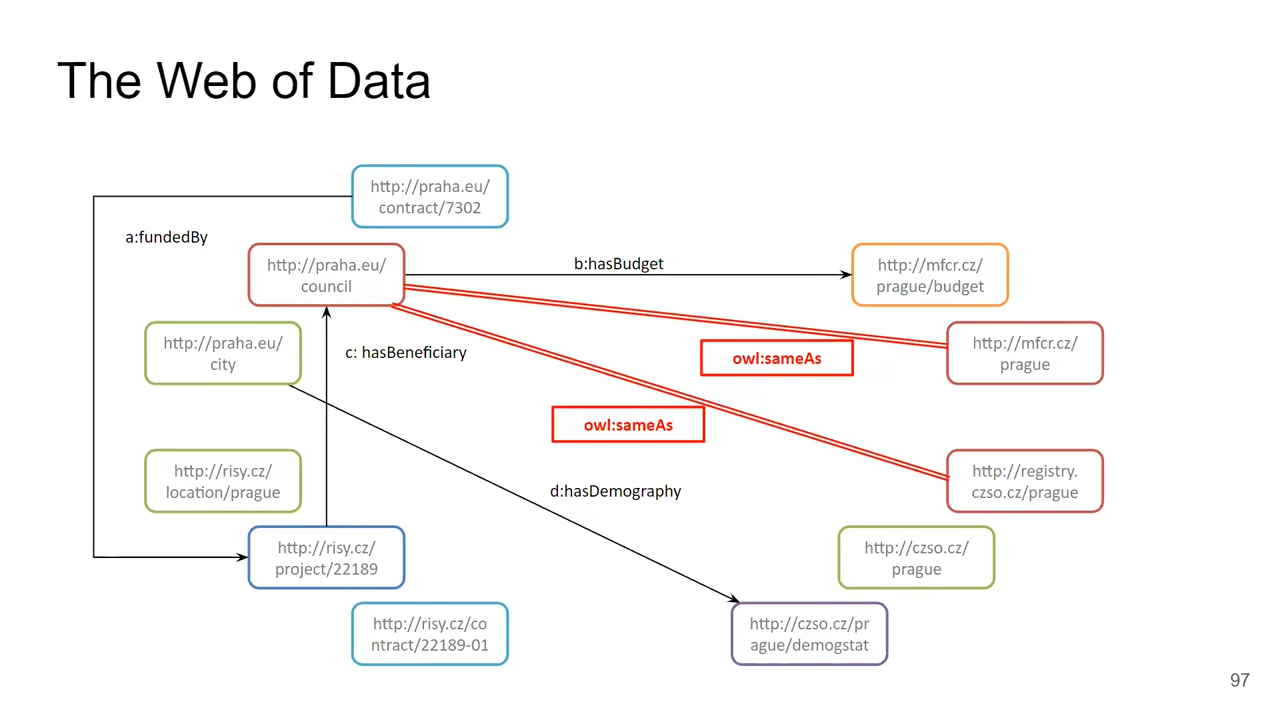 The Web of Data
http://praha.eu/
contract/7302
a:fundedBy
http://praha.eu/
council
b:hasBudget
http://mfcr.cz/
prague/budget
http://praha.eu/
city
c: hasBeneficiary
owl:sameAs
http://mfcr.cz/
prague
owl:sameAs
http://risy.cz/
location/prague
d:hasDemography
http://registry.
czso.cz/prague
http://risy.cz/
project/22189
http://czso.cz/
prague
http://risy.cz/co
ntract/22189-01
http://czso.cz/pr
ague/demogstat
97